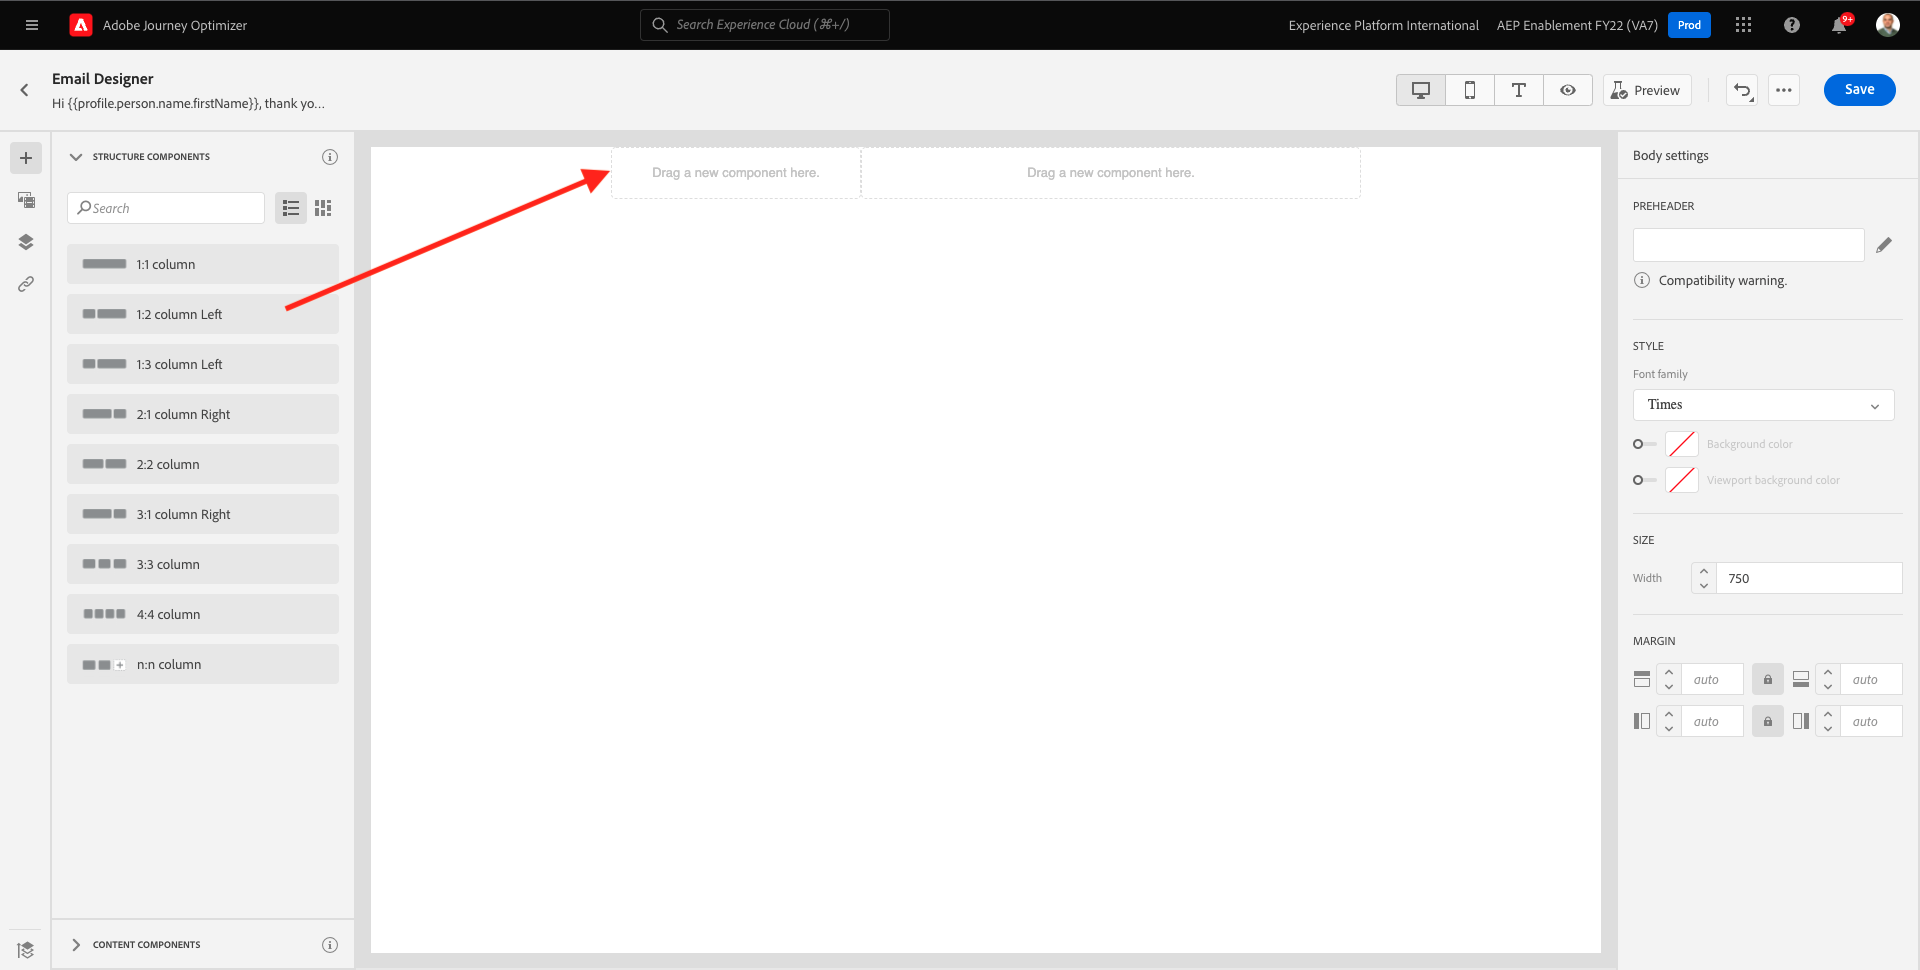 Adobe Journey Optimizer
Search Experience Cloud (⌘+/)
Experience Platform International
AEP Enablement FY22 (VA7)
Prod
9+
Email Designer
Hi {{profile.person.name.firstName}}, thank yo...
Preview
Save
STRUCTURE COMPONENTS
Search
1:1 column
1:2 column Left
1:3 column Left
2:1 column Right
2:2 column
3:1 column Right
3:3 column
4:4 column
n:n column
CONTENT COMPONENTS
Drag a new component here.
Drag a new component here.
Body settings
PREHEADER
Compatibility warning.
STYLE
Font family
Times
Background color
Viewport background color
SIZE
Width
750
MARGIN
auto
auto
auto
auto